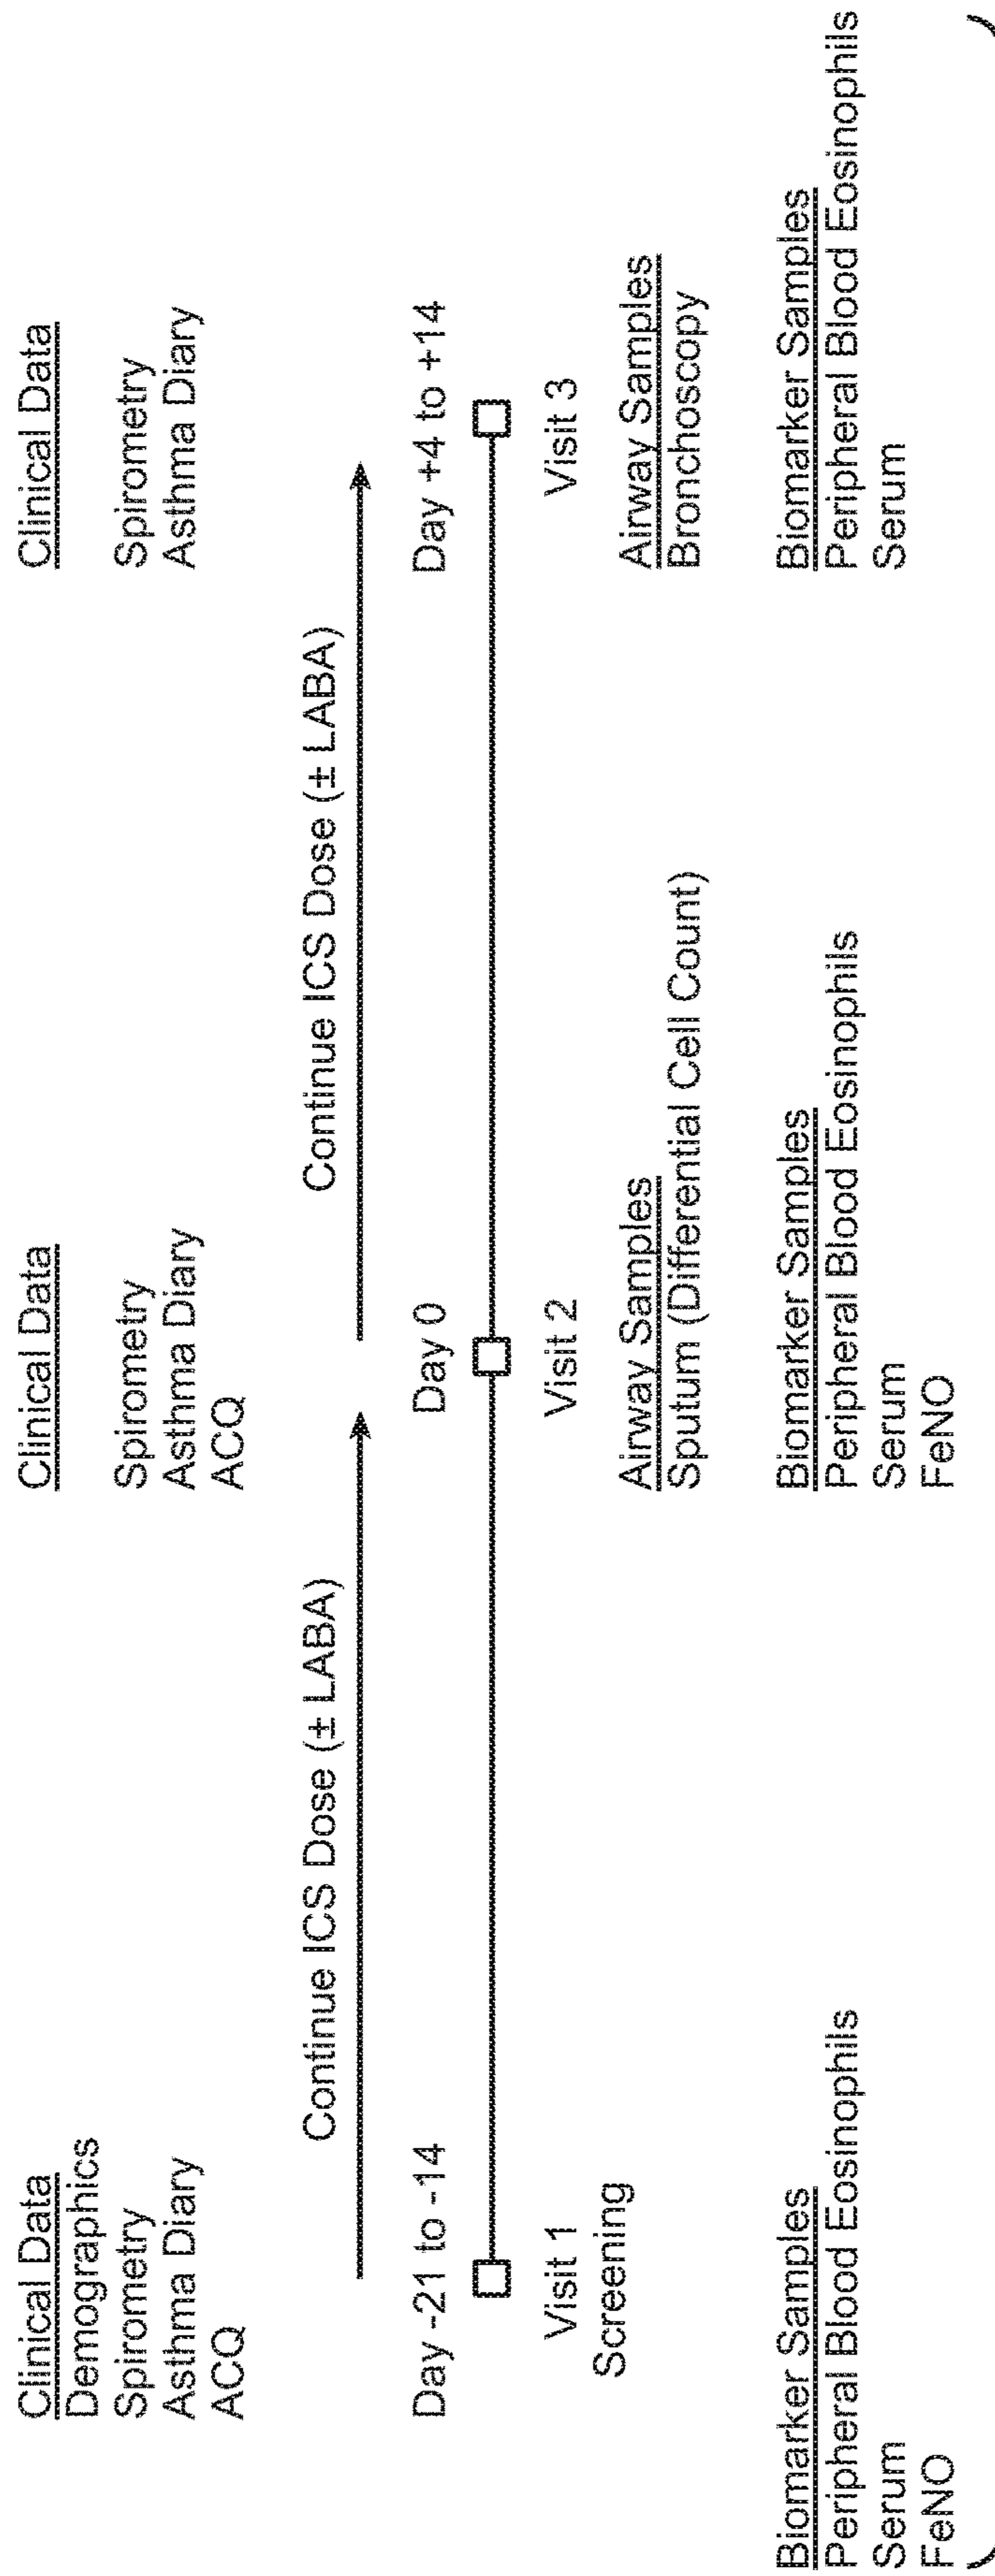 Clinical Data
Demographics
Spirometry
Asthma Diary
ACQ
Clinical Data
Spirometry
Asthma Diary
ACQ
Clinical Data
Spirometry
Asthma Diary
Continue ICS Dose (± LABA)
Continue ICS Dose (± LABA)
Day -21 to -14
Day 0
Day +4 to +14
Visit 1
Screening
Visit 2
Visit 3
Airway Samples
Sputum (Differential Cell Count)
Airway Samples
Bronchoscopy
Biomarker Samples
Peripheral Blood Eosinophils
Serum
FeNO
Biomarker Samples
Peripheral Blood Eosinophils
Serum
FeNO
Biomarker Samples
Peripheral Blood Eosinophils
Serum